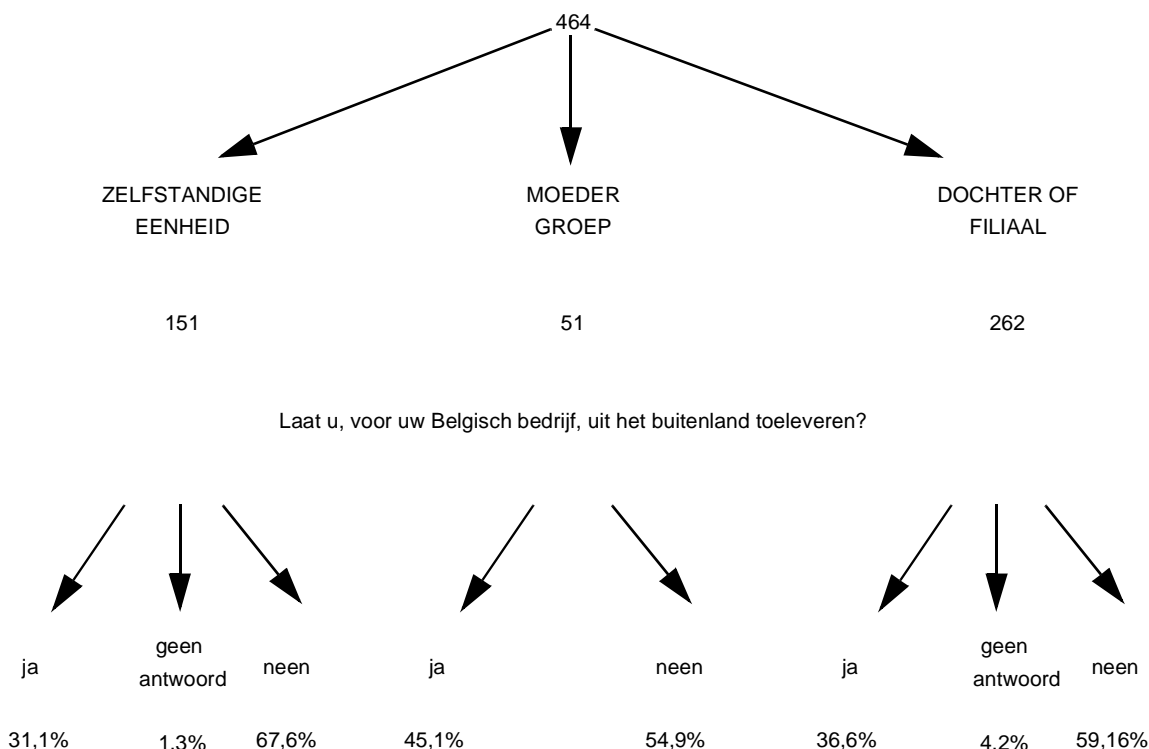 464
ZELFSTANDIGE
EENHEID
MOEDER
GROEP
DOCHTER OF
FILIAAL
151
51
262
Laat u, voor uw Belgisch bedrijf, uit het buitenland toeleveren?
ja
geen
antwoord
neen
ja
neen
ja
geen
antwoord
neen
31,1%
1,3%
67,6%
45,1%
54,9%
36,6%
4,2%
59,16%